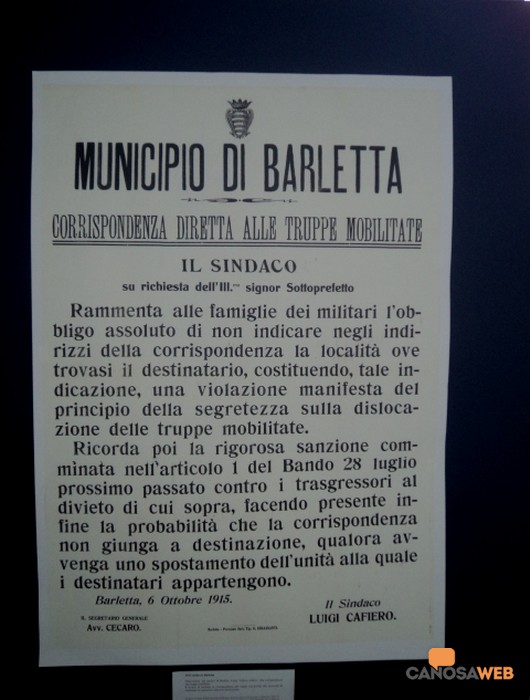 MUNICIPIO DI BARLETTA
CORRISPONDENZA DIRETTA ALLE TRUPPE MOBILITATE
IL SINDACO
su richiesta dell'Ill.mo signor Sottoprefetto
Rammenta alle famiglie dei militari l'ob-
bligo assoluto di non indicare negli indi-
rizzi della corrispondenza la località ove
trovasi il destinatario, costituendo, tale in-
dicazione, una violazione manifesta del
principio della segretezza sulla disloca-
zione delle truppe mobilitate.
Ricorda poi la rigorosa sanzione com-
minata nell'articolo 1 del Bando 28 luglio
prossimo passato contro i trasgressori al
divieto di cui sopra, facendo presente in-
fine la probabilità che la corrispondenza
non giunga a destinazione, qualora av-
venga uno spostamento dell'unità alla quale
i destinatari appartengono.
Barletta, 6 Ottobre 1915.
IL SEGRETARIO GENERALE
Avv. CECARO.
Il Sindaco
LUIGI CAFIERO.
CANOSAWEB